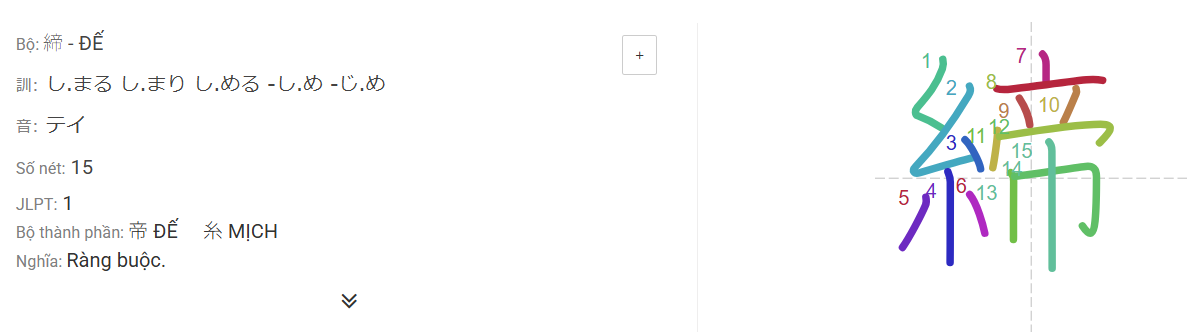 Bộ: 締 - ĐẾ
訓: し.まる し.まり し.める -し.め -じ.め
音: テイ
Số nét: 15
JLPT: 1
Bộ thành phần: 帝 ĐẾ 糸 MỊCH
Nghĩa: Ràng buộc.
+
締
1
2
3
4
5
6
7
8
9
10
11
12
13
14
15